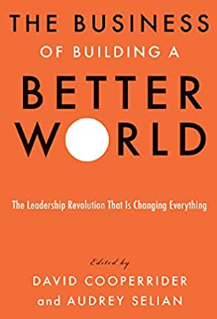 THE BUSINESS
OF BUILDING A
BETTER
WORLD
The Leadership Revolution That Is Changing Everything
Edited by
DAVID COOPERRIDER
and AUDREY SELIAN